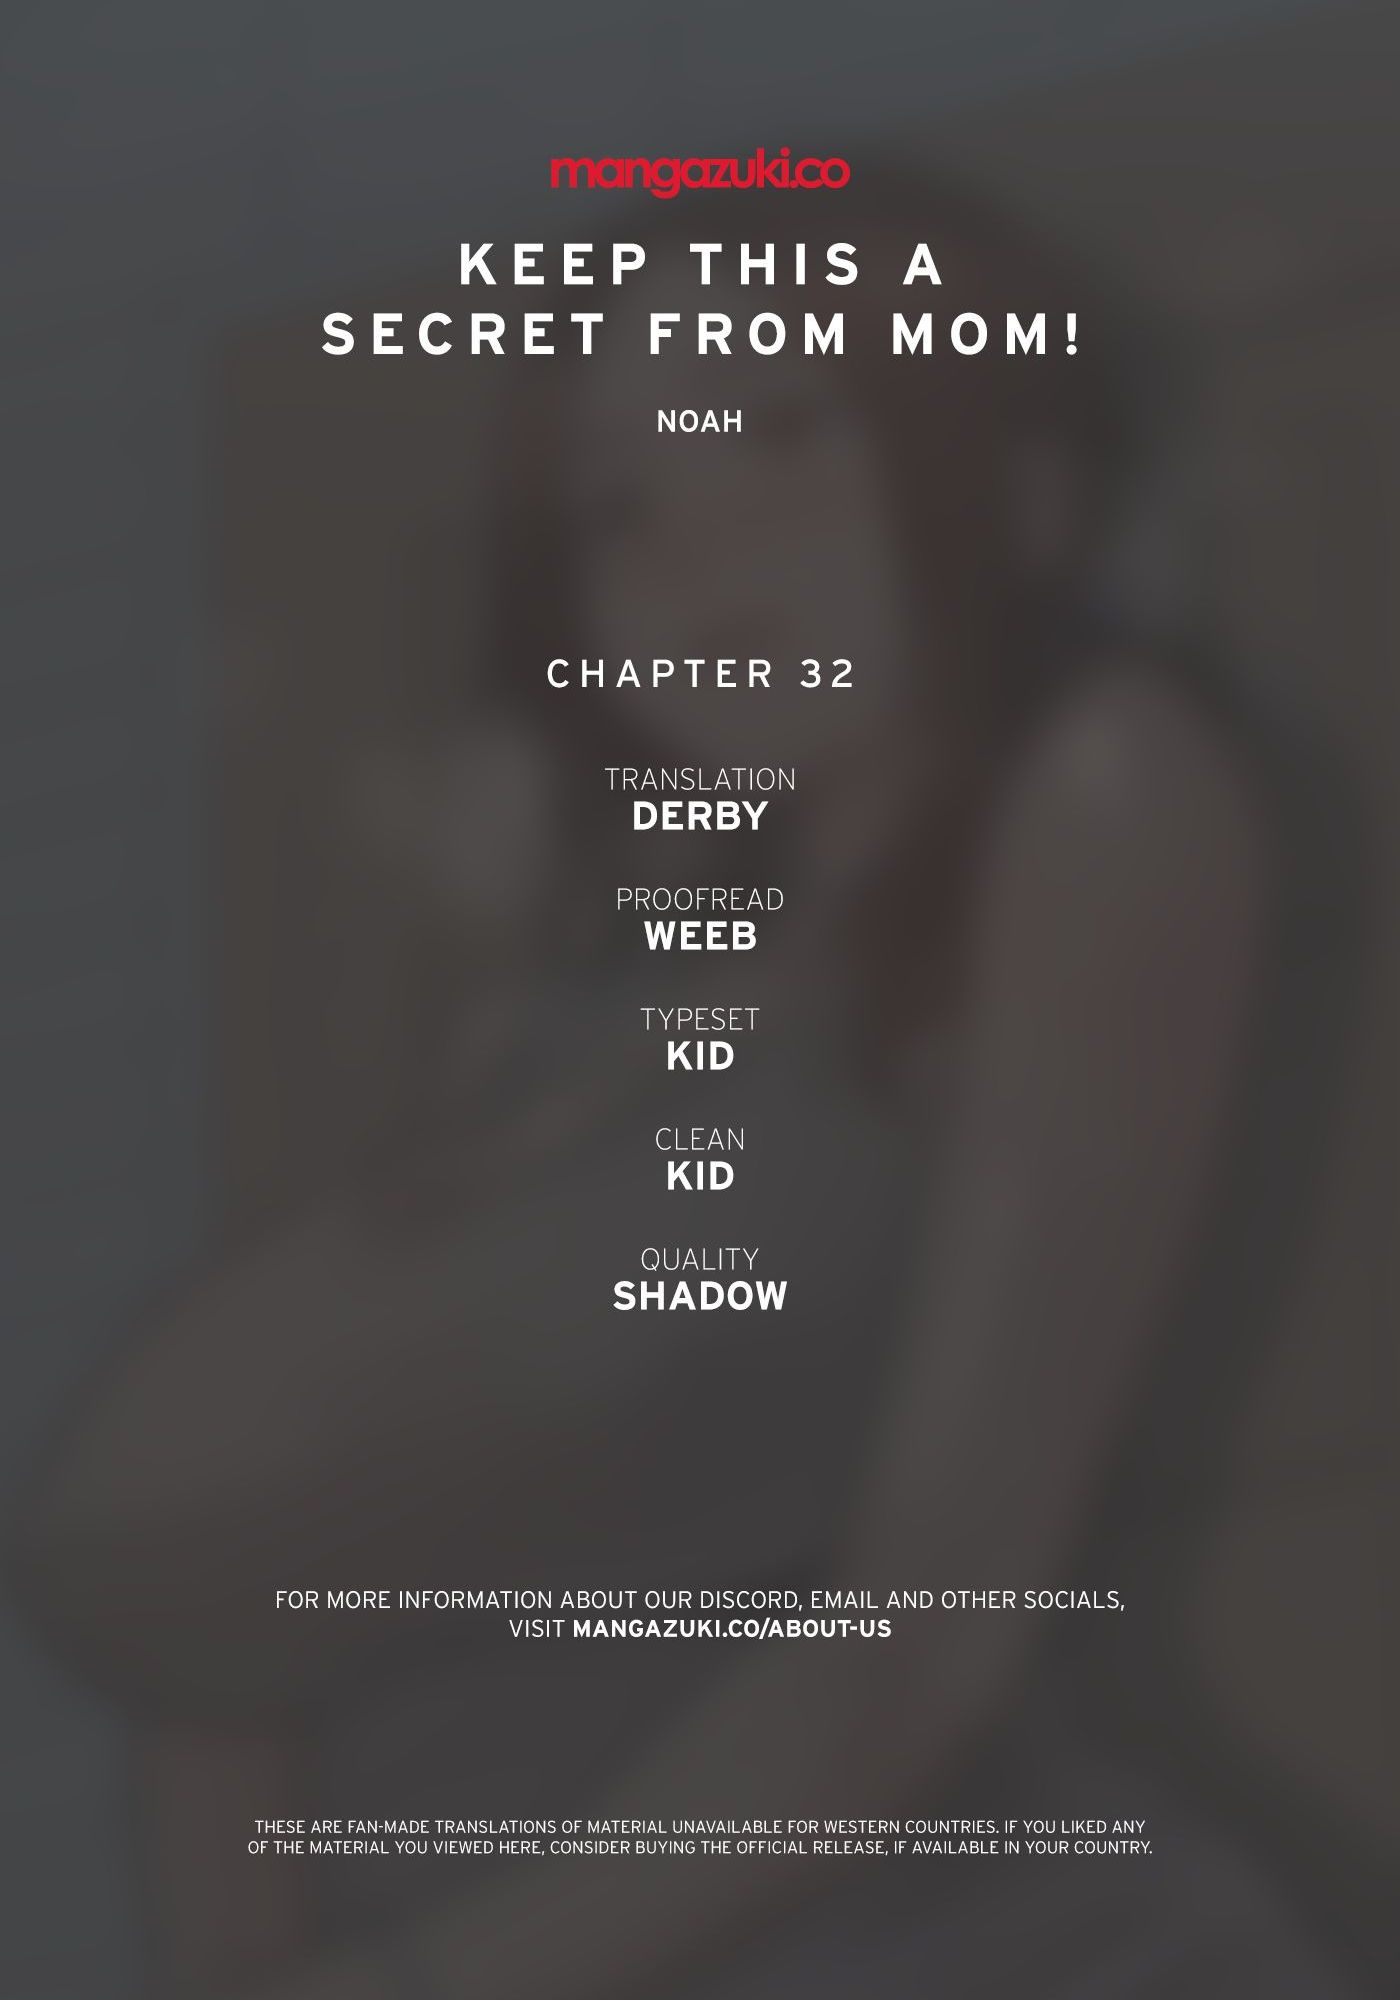 mangazuki.co
KEEP THIS A
SECRET FROM MOM!
NOAH
CHAPTER 32
TRANSLATION
DERBY
PROOFREAD
WEEB
TYPESET
KID
CLEAN
KID
QUALITY
SHADOW
FOR MORE INFORMATION ABOUT OUR DISCORD, EMAIL AND OTHER SOCIALS,
VISIT MANGAZUKI.CO/ABOUT-US
THESE ARE FAN-MADE TRANSLATIONS OF MATERIAL UNAVAILABLE FOR WESTERN COUNTRIES. IF YOU LIKED ANY
OF THE MATERIAL YOU VIEWED HERE, CONSIDER BUYING THE OFFICIAL RELEASE, IF AVAILABLE IN YOUR COUNTRY.